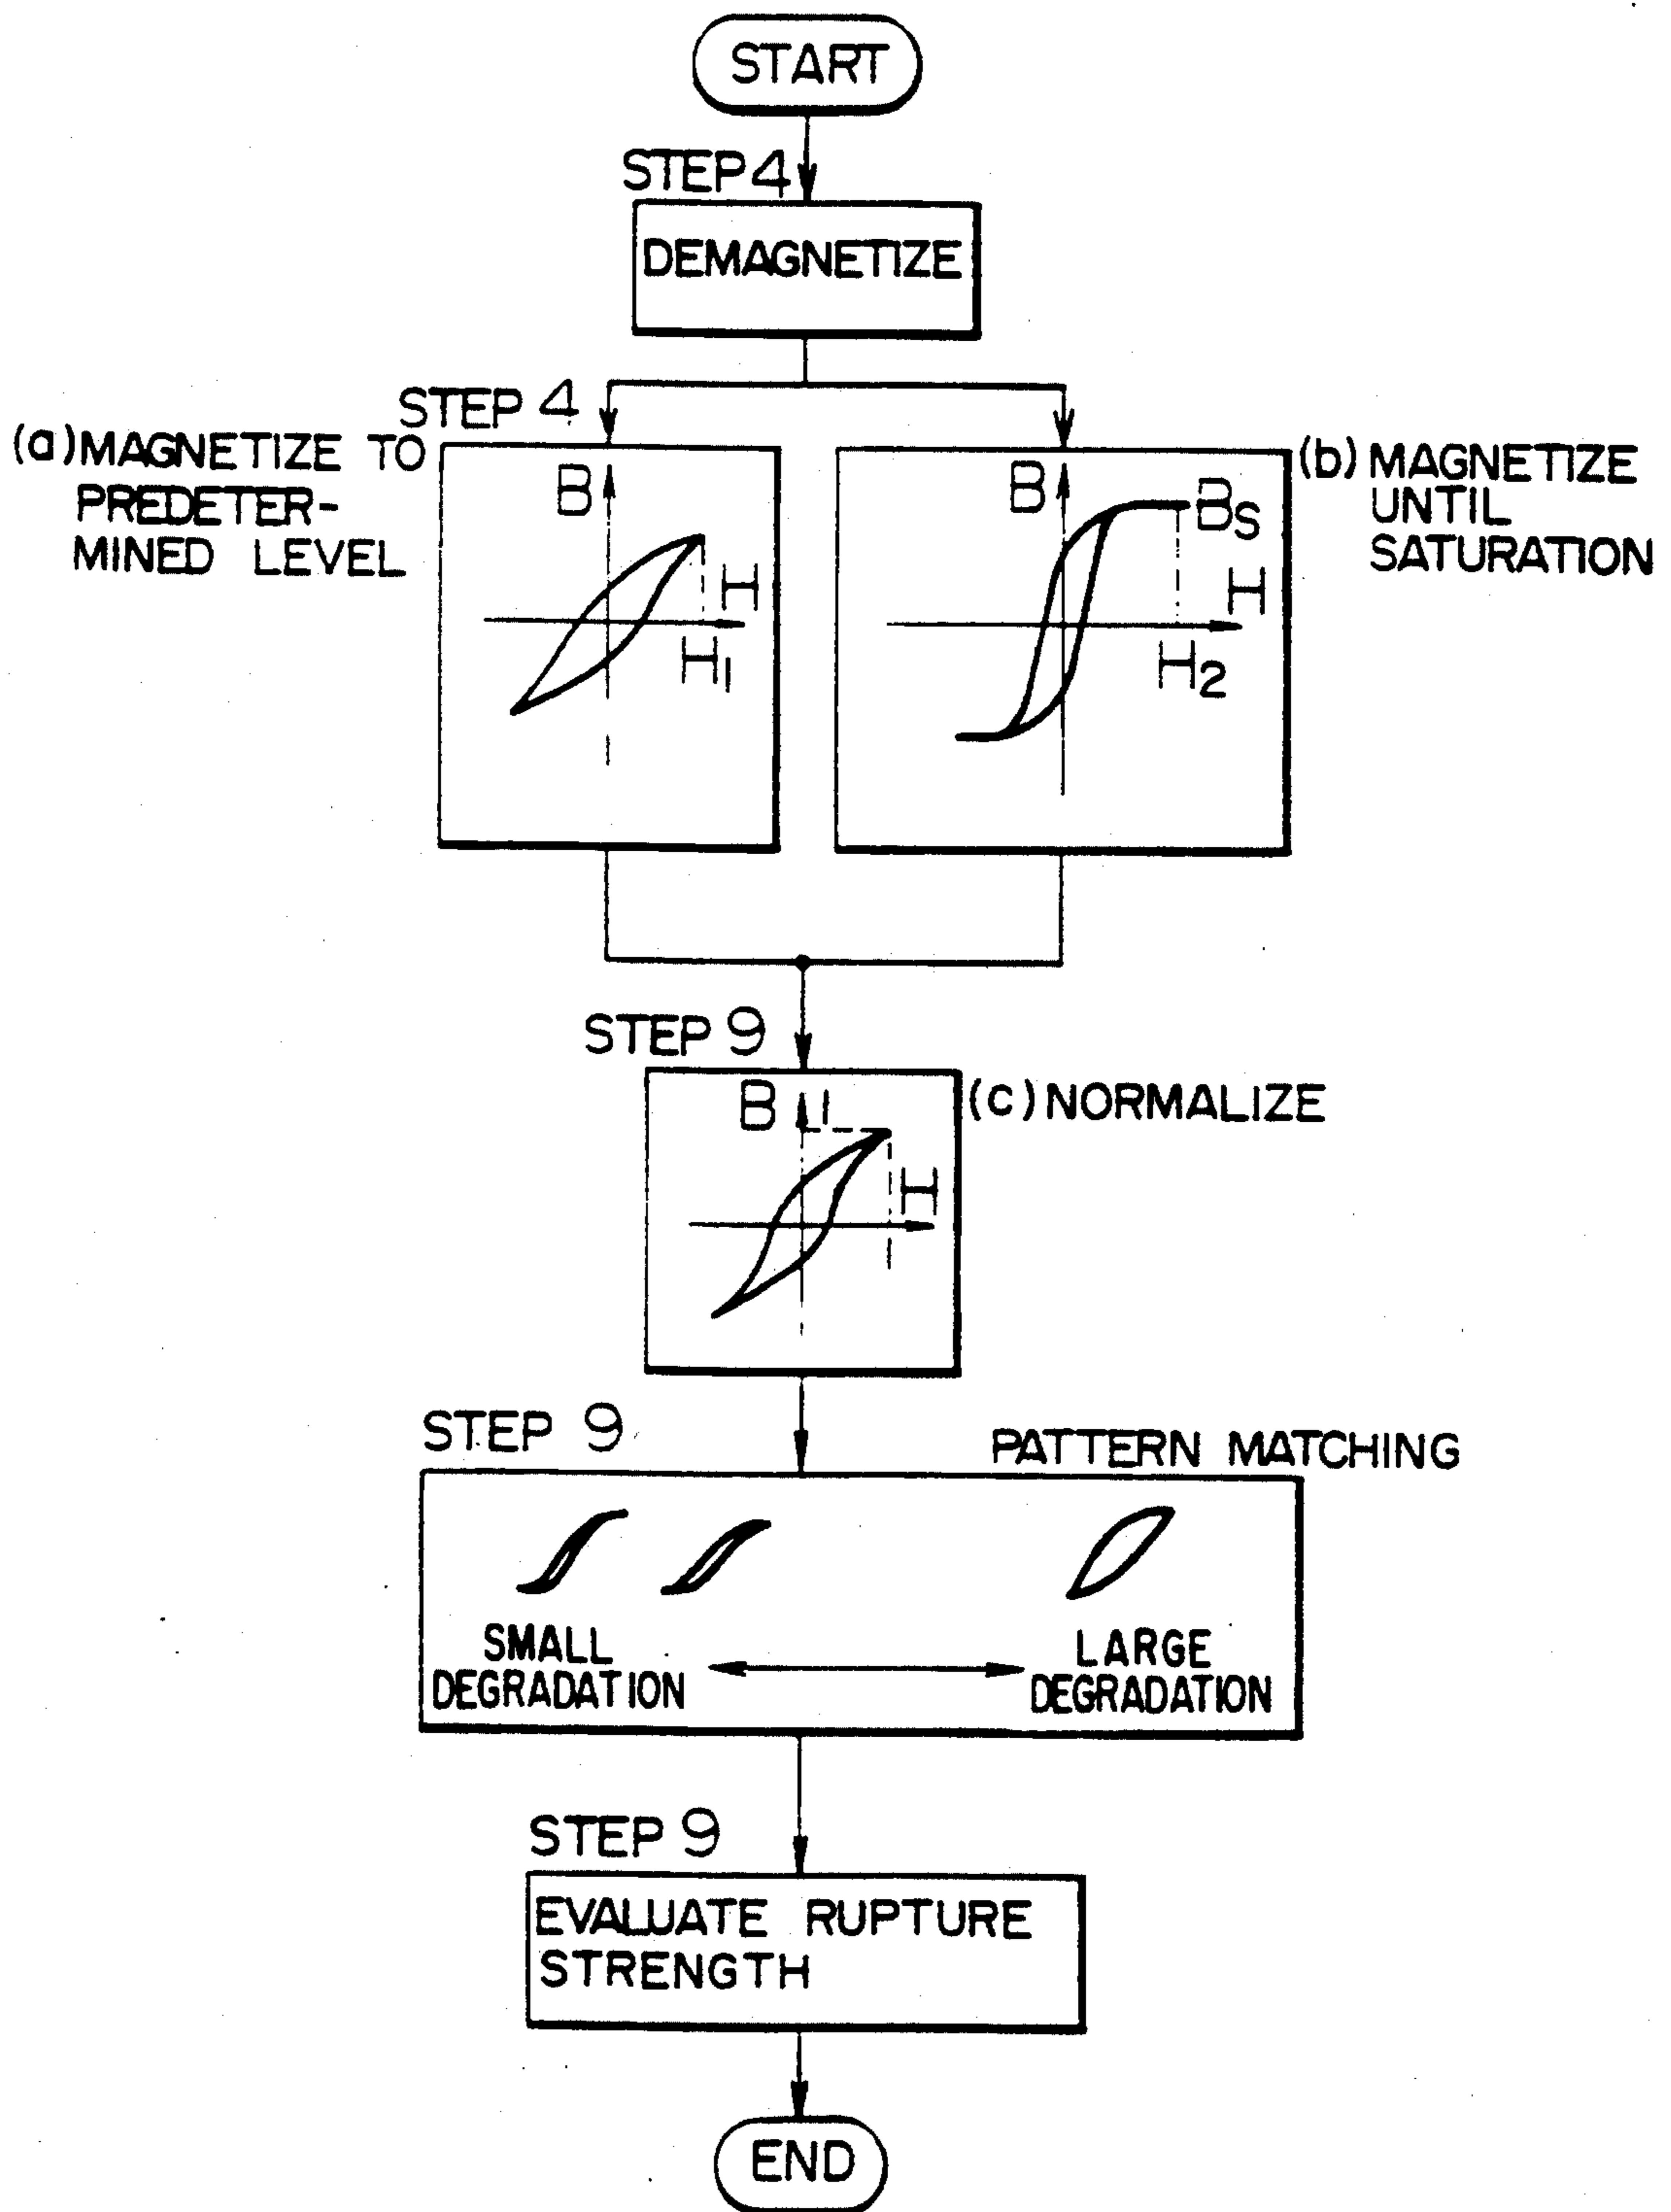 START
STEP 4
DEMAGNETIZE
STEP 4
(a) MAGNETIZE TO
PREDETER-
MINED LEVEL
B
H
H1
(b) MAGNETIZE
UNTIL
SATURATION
B
BS
H
H2
STEP 9
(c) NORMALIZE
B
1
H
1
STEP 9
PATTERN MATCHING
SMALL
DEGRADATION
LARGE
DEGRADATION
STEP 9
EVALUATE RUPTURE
STRENGTH
END